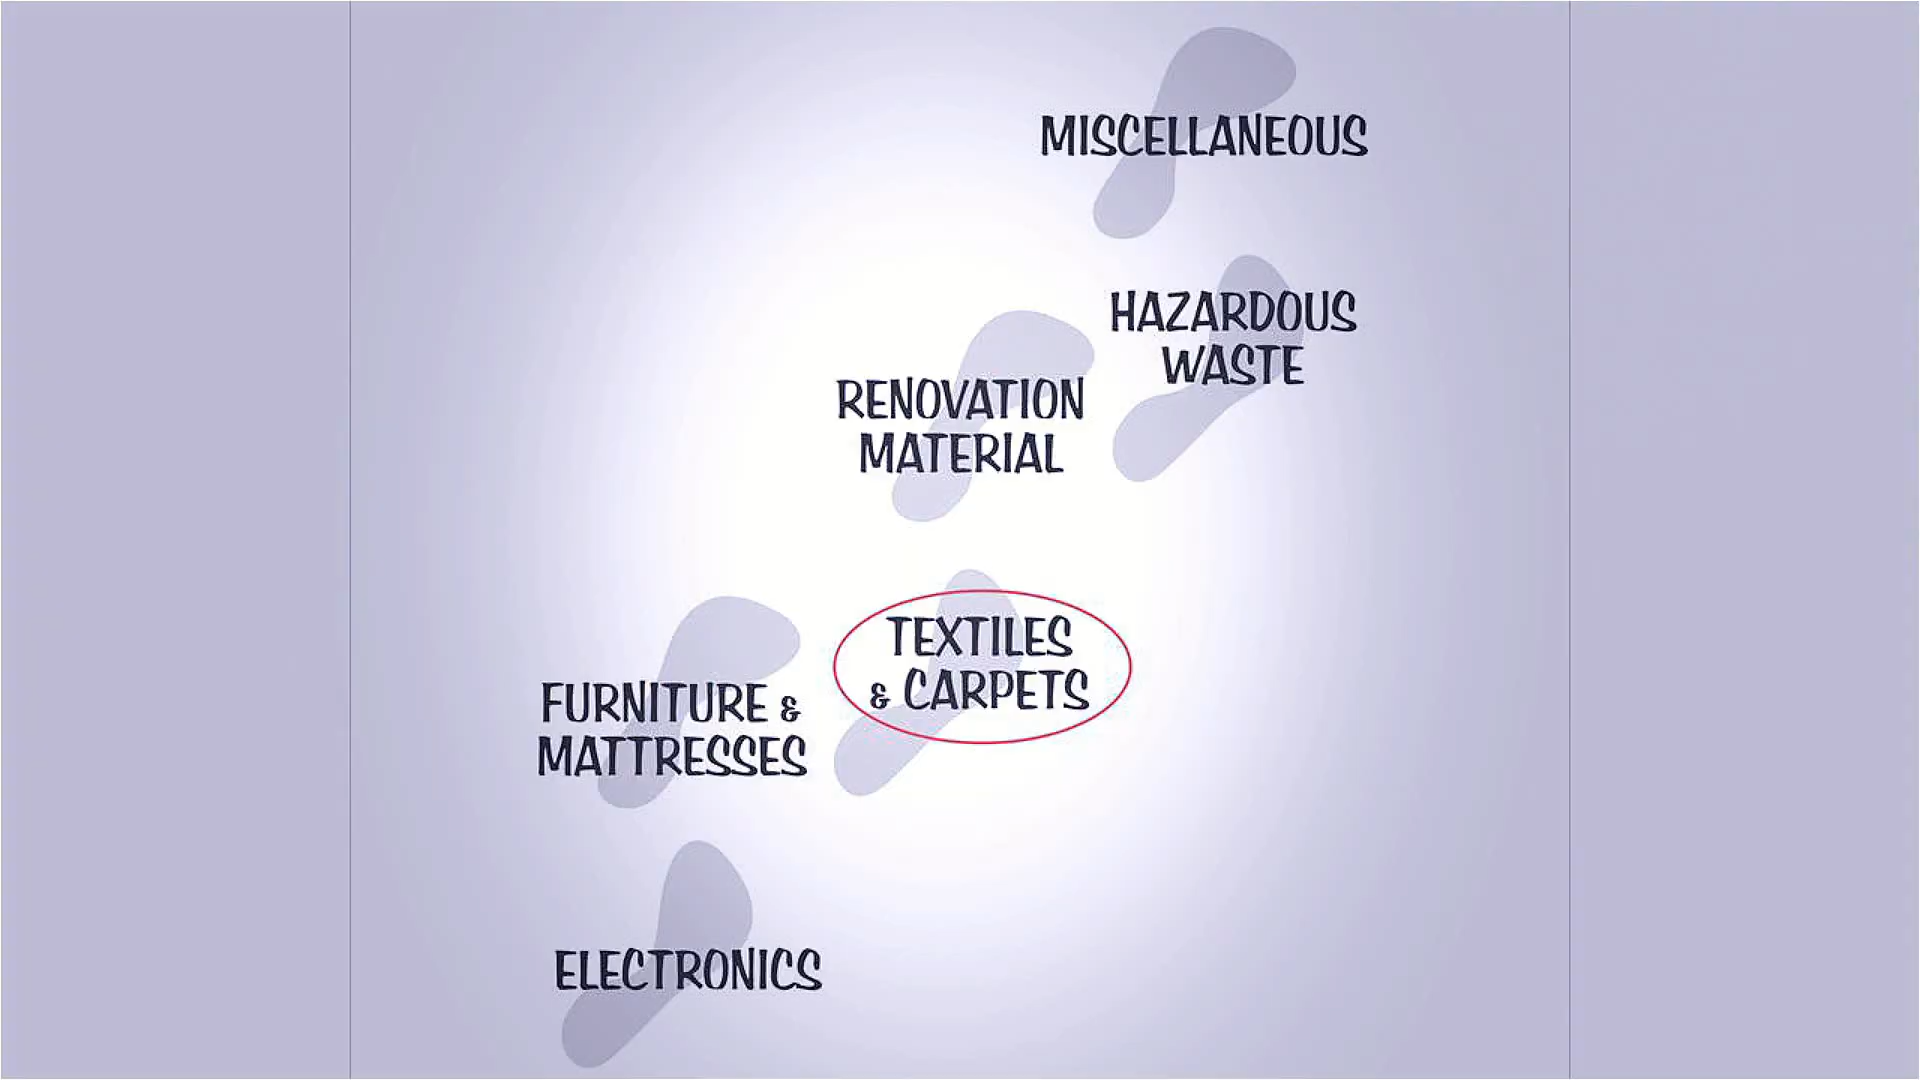 MISCELLANEOUS
HAZARDOUS
WASTE
RENOVATION
MATERIAL
TEXTILES
& CARPETS
FURNITURE &
MATTRESSES
ELECTRONICS